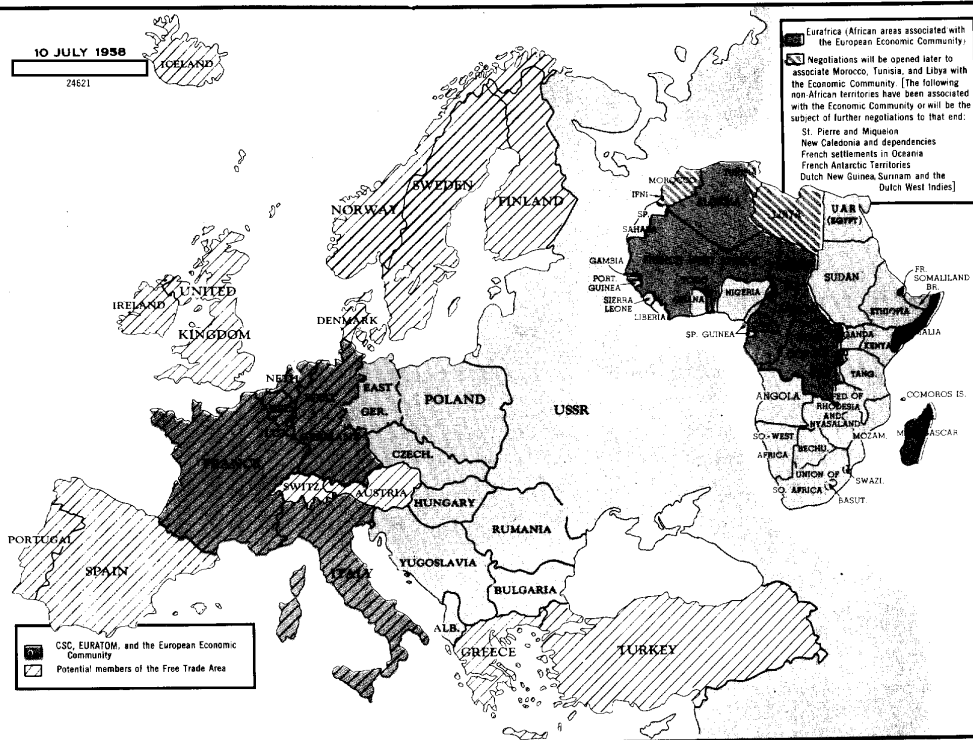 10 JULY 1958
24621
ICELAND
Eurafrica (African areas associated with
the European Economic Community)
Negotiations will be opened later to
associate Morocco, Tunisia, and Libya with
the Economic Community. [The following
non-African territories have been associated
with the Economic Community or will be the
subject of further negotiations to that end:
St. Pierre and Miquelon
New Caledonia and dependencies
French settlements in Oceania
French Antarctic Territories
Dutch New Guinea, Surinam and the
Dutch West Indies]
NORWAY
SWEDEN
FINLAND
UNITED
KINGDOM
IRELAND
DENMARK
NETH.
EAST
GER.
POLAND
USSR
GERMANY
FRANCE
CZECH.
SWITZ.
AUSTRIA
HUNGARY
RUMANIA
YUGOSLAVIA
BULGARIA
ITALY
PORTUGAL
SPAIN
ALB.
GREECE
TURKEY
MOROCCO
IFNI
SP.
SAHARA
ALGERIA
LIBYA
U.A.R.
(EGYPT)
GAMBIA
PORT
GUINEA
SIERRA
LEONE
LIBERIA
GHANA
NIGERIA
SP. GUINEA
SUDAN
FR.
SOMALILAND
BR.
ETHIOPIA
UGANDA
KENYA
TANG.
ANGOLA
FED. OF
RHODESIA
AND
NYASALAND
COMOROS IS.
MOZAM.
MADAGASCAR
SO.-WEST
AFRICA
BECHU.
UNION OF
SO. AFRICA
SWAZI.
BASUT.
CSC, EURATOM, and the European Economic
Community
Potential members of the Free Trade Area